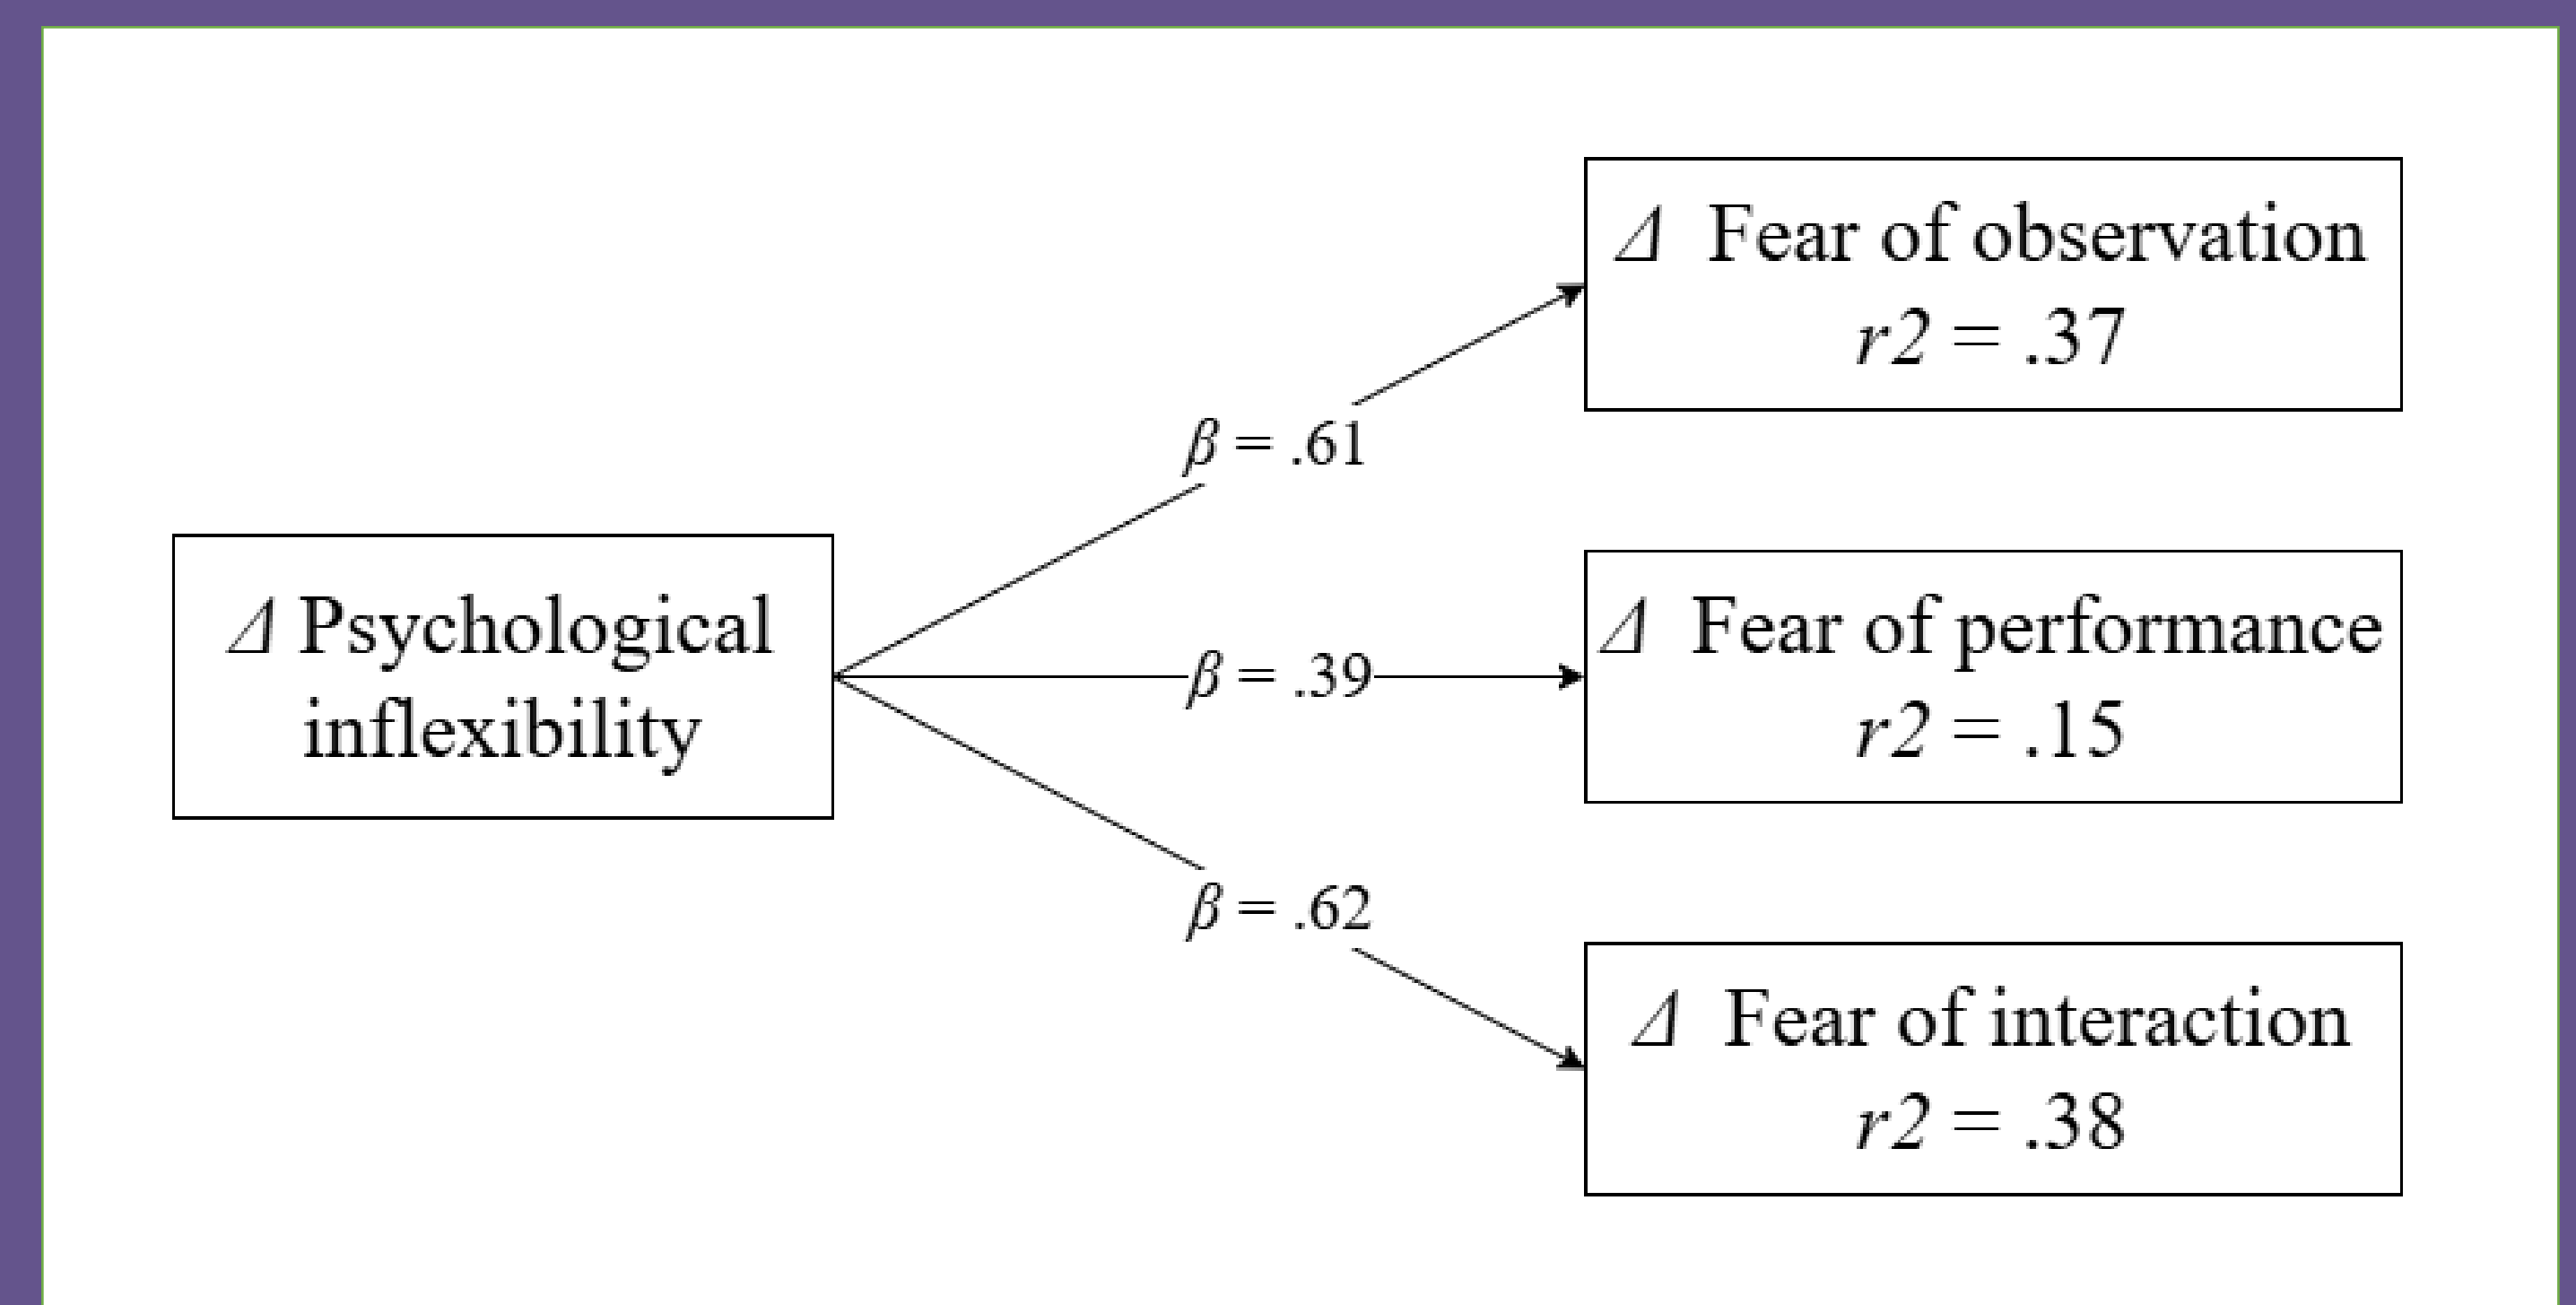 Δ Fear of observation
r2 = .37
β = .61
Δ Psychological
inflexibility
β = .39
Δ Fear of performance
r2 = .15
β = .62
Δ Fear of interaction
r2 = .38